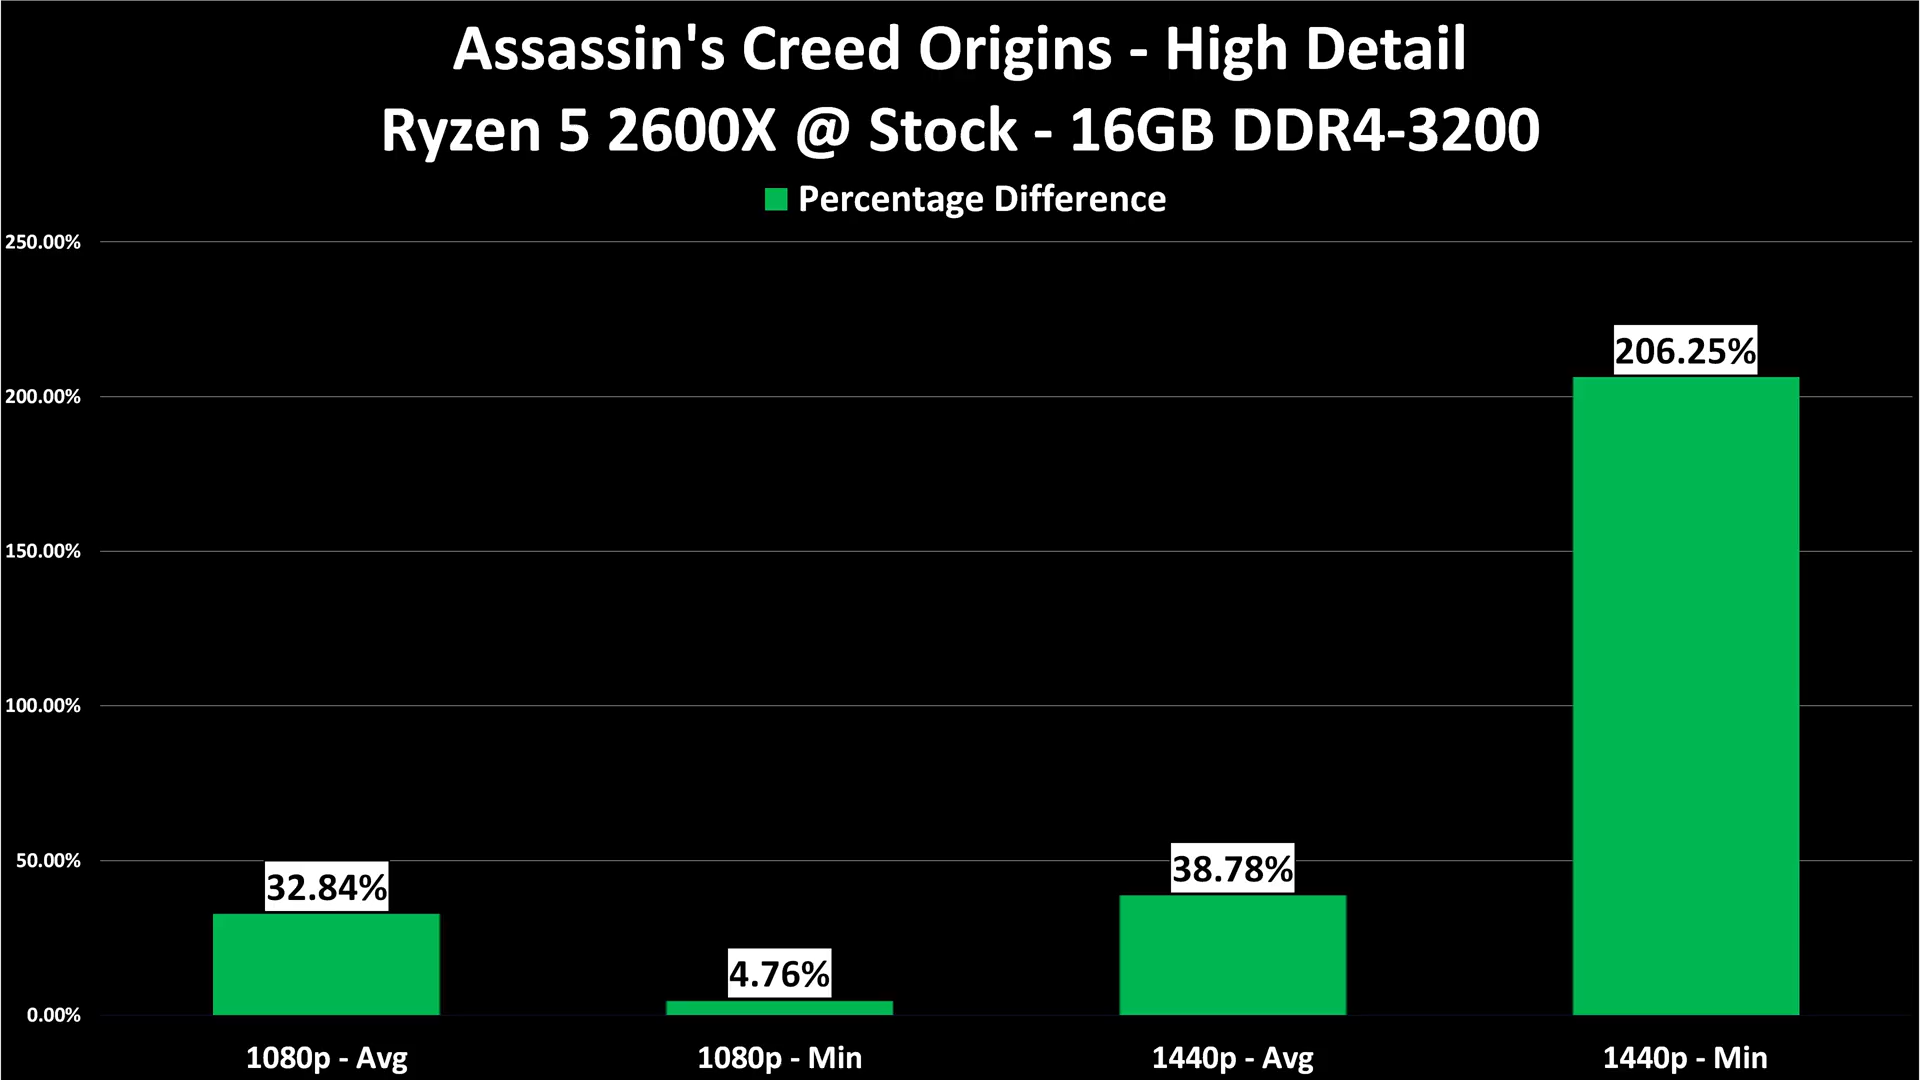 Assassin's Creed Origins - High Detail
Ryzen 5 2600X @ Stock - 16GB DDR4-3200
Percentage Difference
250.00%
200.00%
150.00%
100.00%
50.00%
0.00%
32.84%
4.76%
38.78%
206.25%
1080p - Avg
1080p - Min
1440p - Avg
1440p - Min